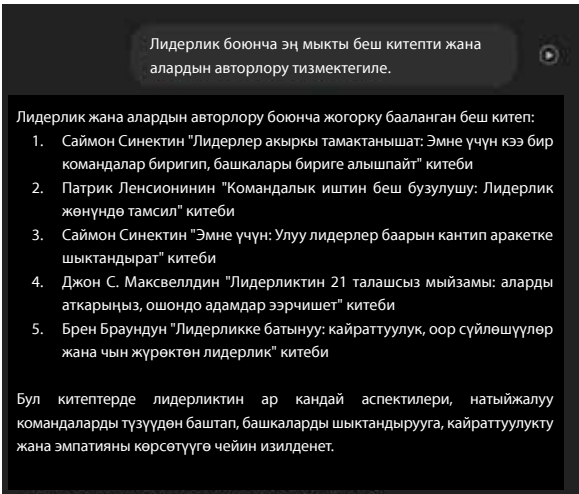 Лидерлик боюнча эң мыкты беш китепти жана
алардын авторлору тизмектегиле.
Лидерлик жана алардын авторлору боюнча жогорку бааланган беш китеп:
1. Саймон Синектин "Лидерлер акыркы тамактанышат: Эмне үчүн кээ бир
командалар биригип, башкалары бириге алышпайт" китеби
2. Патрик Ленсионинин "Командалык иштин беш бузулушу: Лидерлик
жөнүндө тамсил" китеби
3. Саймон Синектин "Эмне үчүн: Улуу лидерлер баарын кантип аракетке
шыктандырат" китеби
4. Джон С. Максвеллдин "Лидерликтин 21 талашсыз мыйзамы: аларды
аткарыңыз, ошондо адамдар ээрчишет" китеби
5. Брен Браундун "Лидерликке батынуу: кайраттуулук, оор сүйлөшүүлөр
жана чын жүрөктөн лидерлик" китеби
Бул китептерде лидерликтин ар кандай аспектилери, натыйжалуу
командаларды түзүүдөн баштап, башкаларды шыктандырууга, кайраттуулукту
жана эмпатияны көрсөтүүгө чейин изилденет.